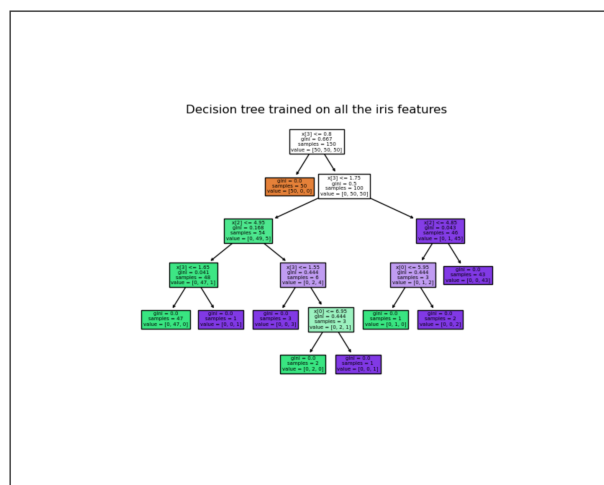 Decision tree trained on all the iris features
x[3] <= 0.8
gini = 0.667
samples = 150
value = [50, 50, 50]
gini = 0.0
samples = 50
value = [50, 0, 0]
x[3] <= 1.75
gini = 0.5
samples = 100
value = [0, 50, 50]
x[2] <= 4.95
gini = 0.168
samples = 54
value = [0, 49, 5]
x[2] <= 4.85
gini = 0.043
samples = 46
value = [0, 1, 45]
x[3] <= 1.65
gini = 0.041
samples = 48
value = [0, 47, 1]
x[3] <= 1.55
gini = 0.444
samples = 6
value = [0, 2, 4]
x[0] <= 5.95
gini = 0.444
samples = 3
value = [0, 1, 2]
gini = 0.0
samples = 43
value = [0, 0, 43]
gini = 0.0
samples = 47
value = [0, 47, 0]
gini = 0.0
samples = 1
value = [0, 0, 1]
gini = 0.0
samples = 3
value = [0, 0, 3]
x[0] <= 6.95
gini = 0.444
samples = 3
value = [0, 2, 1]
gini = 0.0
samples = 1
value = [0, 1, 0]
gini = 0.0
samples = 2
value = [0, 0, 2]
gini = 0.0
samples = 2
value = [0, 2, 0]
gini = 0.0
samples = 1
value = [0, 0, 1]